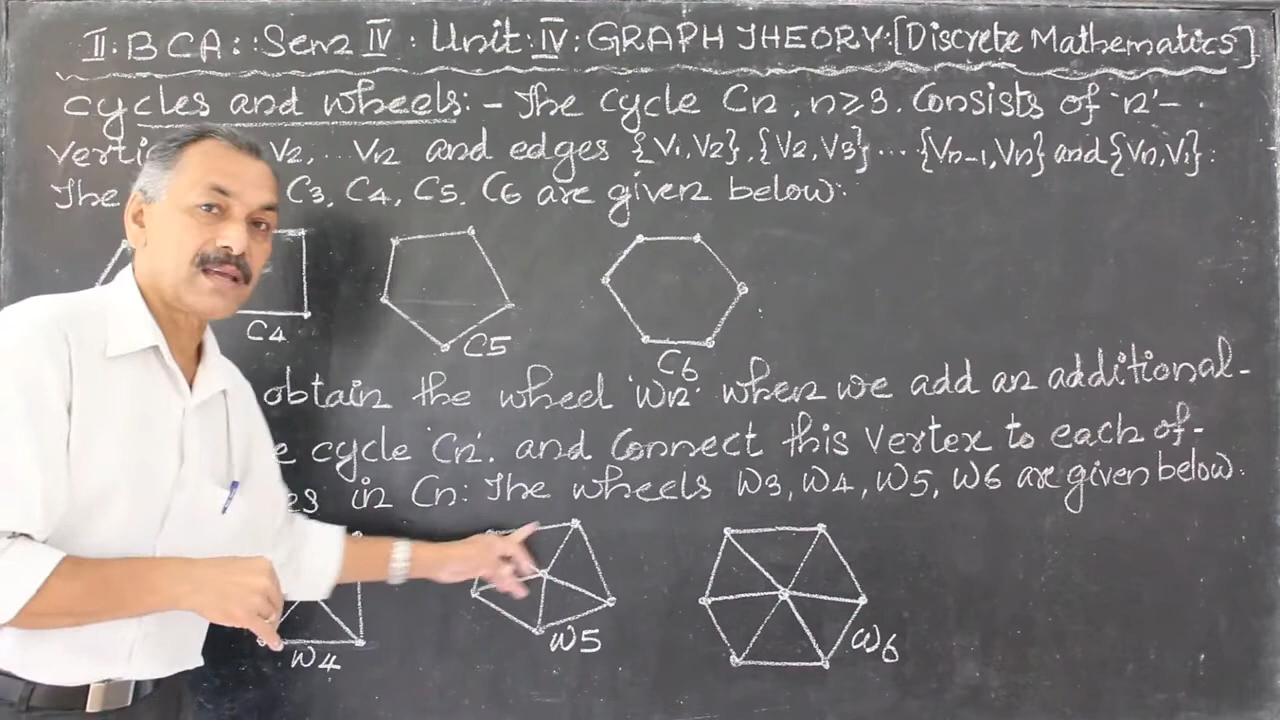 II : BCA : : Sem IV : Unit : IV : GRAPH THEORY : [Discrete Mathematics]
cycles and wheels : - The cycle Cn , n ≥ 3 . Consists of 'n' -
Verti V2, ... Vn and edges {V1, V2} , {V2, V3} ... {Vn-1, Vn} and {Vn, V1} :
The C3, C4, C5, C6 are given below :
C4
C5
C6
obtain the wheel 'Wn' when we add an additional -
e cycle 'Cn' . and connect this vertex to each of -
es in Cn : The wheels W3, W4, W5, W6 are given below :
W4
W5
W6